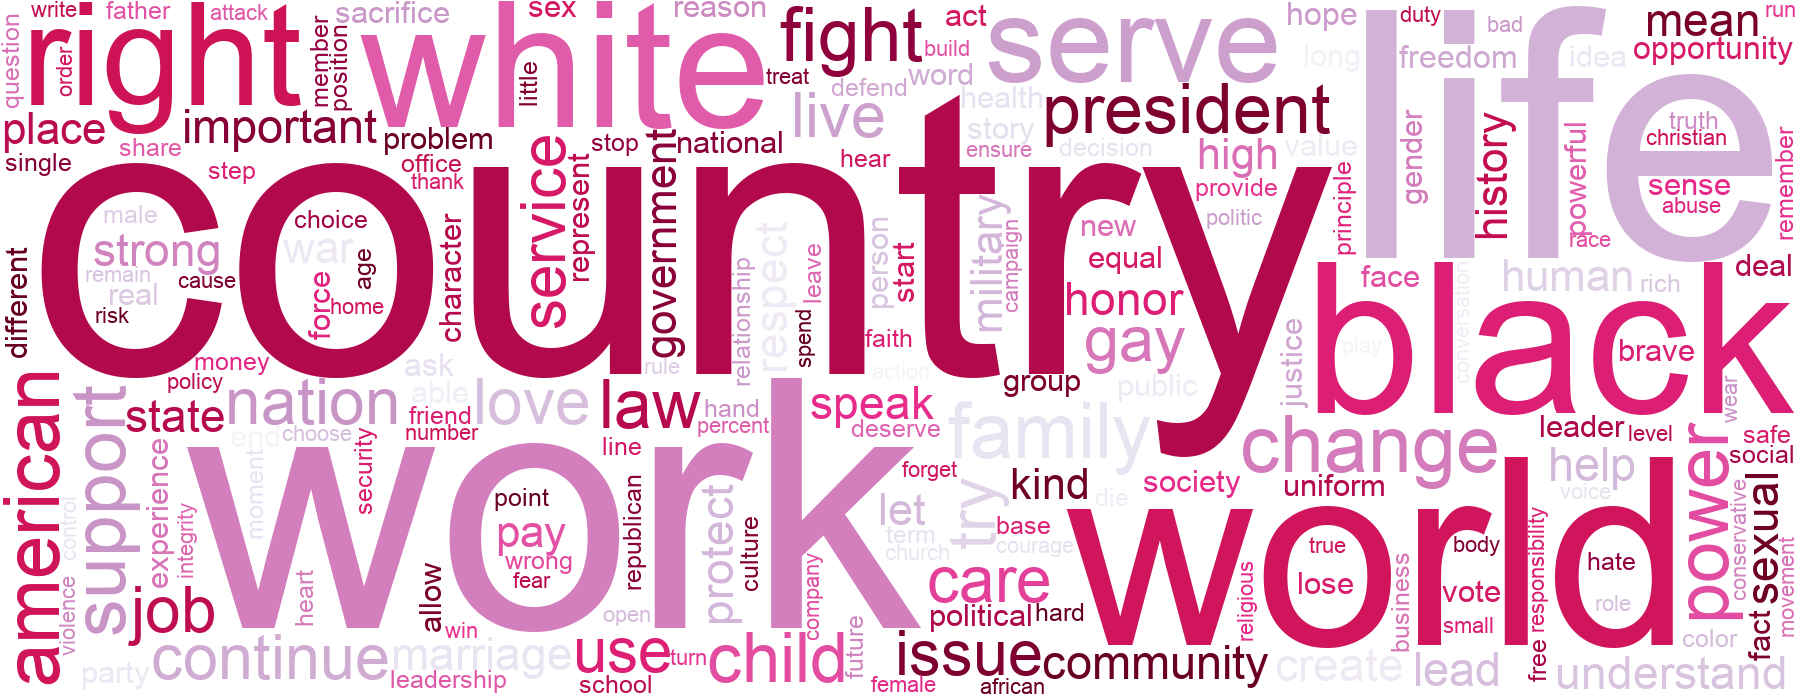 write
father
attack
sacrifice
sex
reason
act
hope
duty
bad
run
mean
question
right
order
member
position
white
little
fight
build
treat
defend
word
serve
long
freedom
life
idea
opportunity
place
share
important
problem
service
stop
national
live
health
story
ensure
president
decision
high
value
gender
history
powerful
truth
christian
remember
single
step
office
thank
represent
government
hear
country
provide
principle
politic
sense
abuse
race
male
choice
strong
war
age
remain
real
cause
risk
force
home
different
character
respect
relationship
leave
spend
person
start
military
campaign
new
equal
honor
gay
faith
face
human
rich
deal
black
conversation
play
brave
justice
wear
money
policy
ask
able
rule
action
group
public
american
support
state
nation
friend
number
love
law
hand
percent
speak
deserve
family
change
leader
level
safe
social
end
choose
line
moment
security
experience
integrity
control
violence
work
point
pay
wrong
fear
republican
protect
culture
forget
let
term
church
try
kind
die
society
uniform
help
voice
power
conservative
sexual
fact
movement
base
courage
care
world
true
lose
body
hate
role
responsibility
free
vote
small
business
religious
job
heart
allow
win
open
company
future
political
hard
color
party
continue
marriage
leadership
use
school
turn
child
female
issue
african
community
create
lead
understand